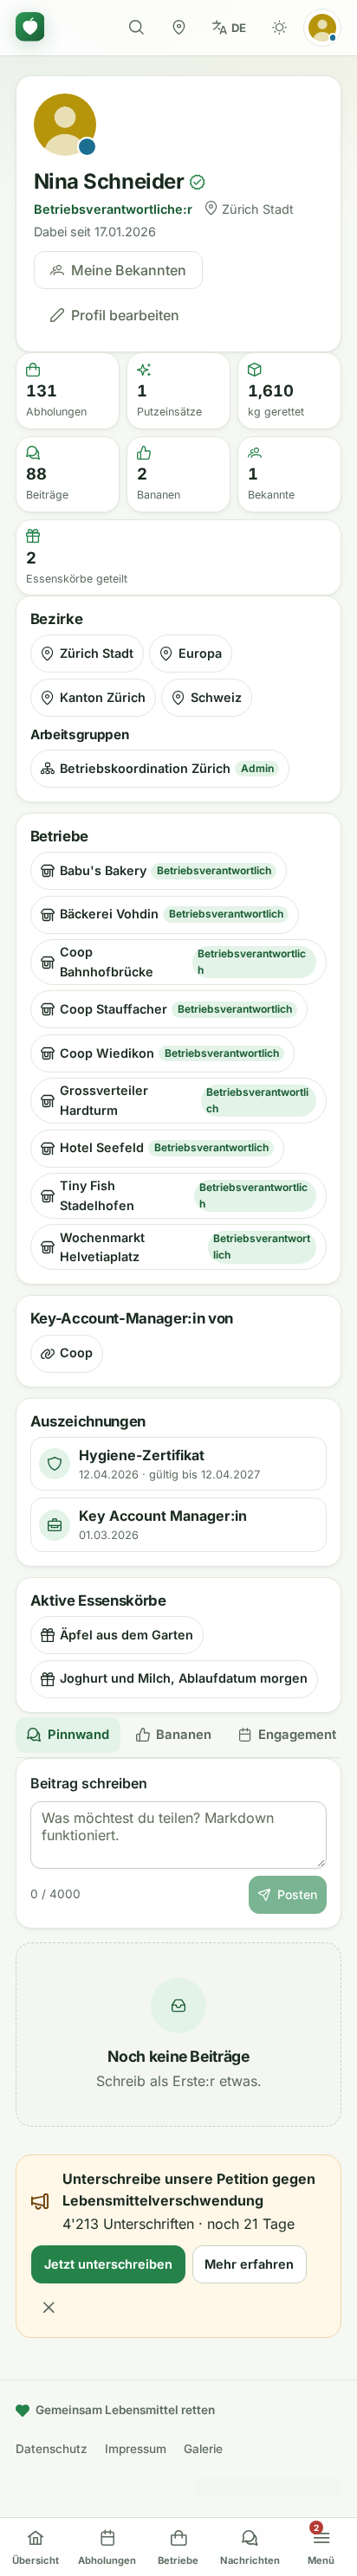 DE
Nina Schneider
Betriebsverantwortliche:r Zürich Stadt
Dabei seit 17.01.2026
Meine Bekannten
Profil bearbeiten
131
Abholungen
1
Putzeinsätze
1,610
kg gerettet
88
Beiträge
2
Bananen
1
Bekannte
2
Essenskörbe geteilt
Bezirke
Zürich Stadt
Europa
Kanton Zürich
Schweiz
Arbeitsgruppen
Betriebskoordination Zürich Admin
Betriebe
Babu's Bakery Betriebsverantwortlich
Bäckerei Vohdin Betriebsverantwortlich
Coop
Bahnhofbrücke
Betriebsverantwortlic
h
Coop Stauffacher Betriebsverantwortlich
Coop Wiedikon Betriebsverantwortlich
Grossverteiler
Hardturm
Betriebsverantwortli
ch
Hotel Seefeld Betriebsverantwortlich
Tiny Fish
Stadelhofen
Betriebsverantwortlic
h
Wochenmarkt
Helvetiaplatz
Betriebsverantwort
lich
Key-Account-Manager:in von
Coop
Auszeichnungen
Hygiene-Zertifikat
12.04.2026 · gültig bis 12.04.2027
Key Account Manager:in
01.03.2026
Aktive Essenskörbe
Äpfel aus dem Garten
Joghurt und Milch, Ablaufdatum morgen
Pinnwand
Bananen
Engagement
Beitrag schreiben
Was möchtest du teilen? Markdown
funktioniert.
0 / 4000
Posten
Noch keine Beiträge
Schreib als Erste:r etwas.
Unterschreibe unsere Petition gegen
Lebensmittelverschwendung
4'213 Unterschriften · noch 21 Tage
Jetzt unterschreiben
Mehr erfahren
Gemeinsam Lebensmittel retten
Datenschutz
Impressum
Galerie
2
Übersicht
Abholungen
Betriebe
Nachrichten
Menü